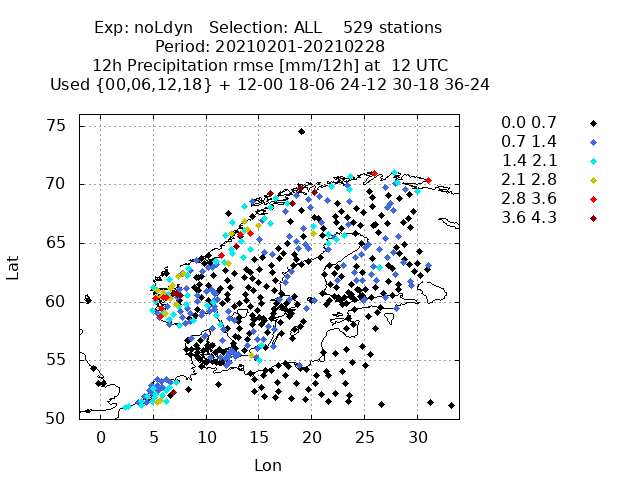 Exp: noLdyn   Selection: ALL    529 stations
Period: 20210201-20210228
12h Precipitation rmse [mm/12h] at  12 UTC
Used {00,06,12,18} + 12-00 18-06 24-12 30-18 36-24
0.0 0.7
0.7 1.4
1.4 2.1
2.1 2.8
2.8 3.6
3.6 4.3
Lat
75
70
65
60
55
50
0 5 10 15 20 25 30
Lon